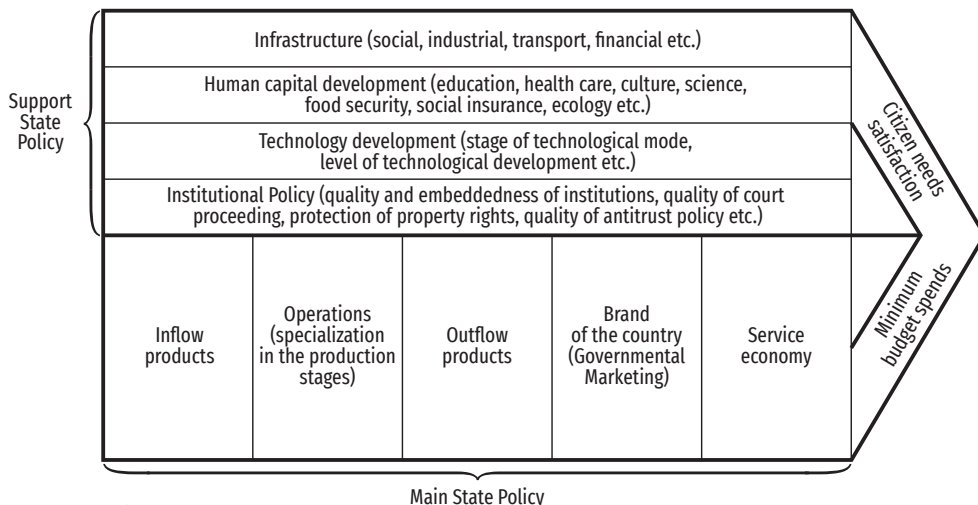 Infrastructure (social, industrial, transport, financial etc.)
Human capital development (education, health care, culture, science,
food security, social insurance, ecology etc.)
Support
State
Policy
Technology development (stage of technological mode,
level of technological development etc.)
Institutional Policy (quality and embeddedness of institutions, quality of court
proceeding, protection of property rights, quality of antitrust policy etc.)
Citizen needs
satisfaction
Inflow
products
Operations
(specialization
in the production
stages)
Outflow
products
Brand
of the country
(Governmental
Marketing)
Service
economy
Minimum
budget spends
Main State Policy